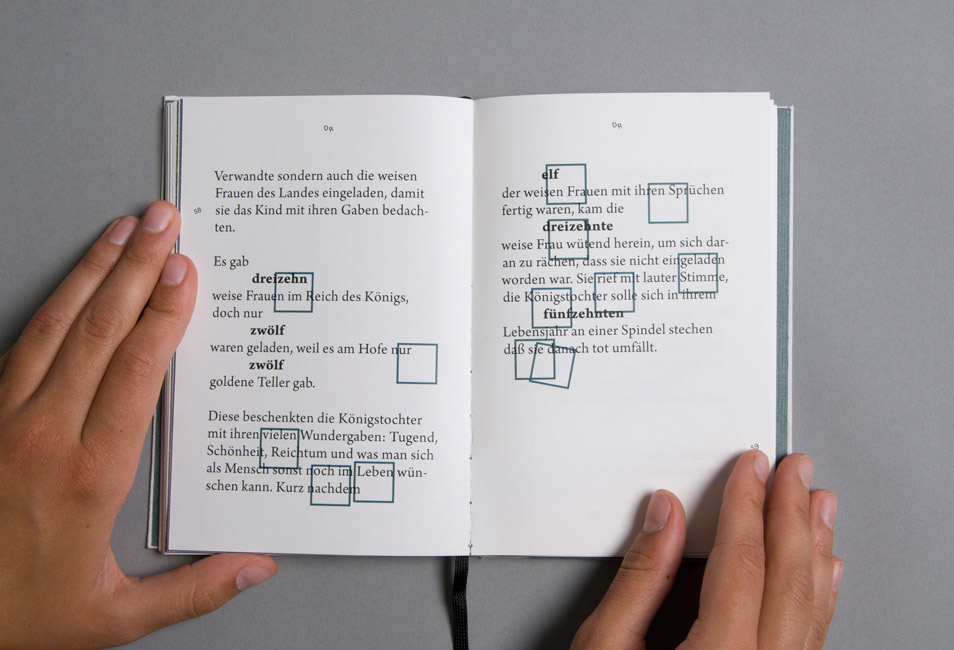 DR
Verwandte sondern auch die weisen
Frauen des Landes eingeladen, damit
58
sie das Kind mit ihren Gaben bedach-
ten.
Es gab
dreizehn
weise Frauen im Reich des Königs,
doch nur
zwölf
waren geladen, weil es am Hofe nur
zwölf
goldene Teller gab.
Diese beschenkten die Königstochter
mit ihren vielen Wundergaben: Tugend,
Schönheit, Reichtum und was man sich
als Mensch sonst noch im Leben wün-
schen kann. Kurz nachdem
DR
elf
der weisen Frauen mit ihren Sprüchen
fertig waren, kam die
dreizehnte
weise Frau wütend herein, um sich dar-
an zu rächen, dass sie nicht eingeladen
worden war. Sie rief mit lauter Stimme,
die Königstochter solle sich in ihrem
fünfzehnten
Lebensjahr an einer Spindel stechen
daß sie danach tot umfällt.
59